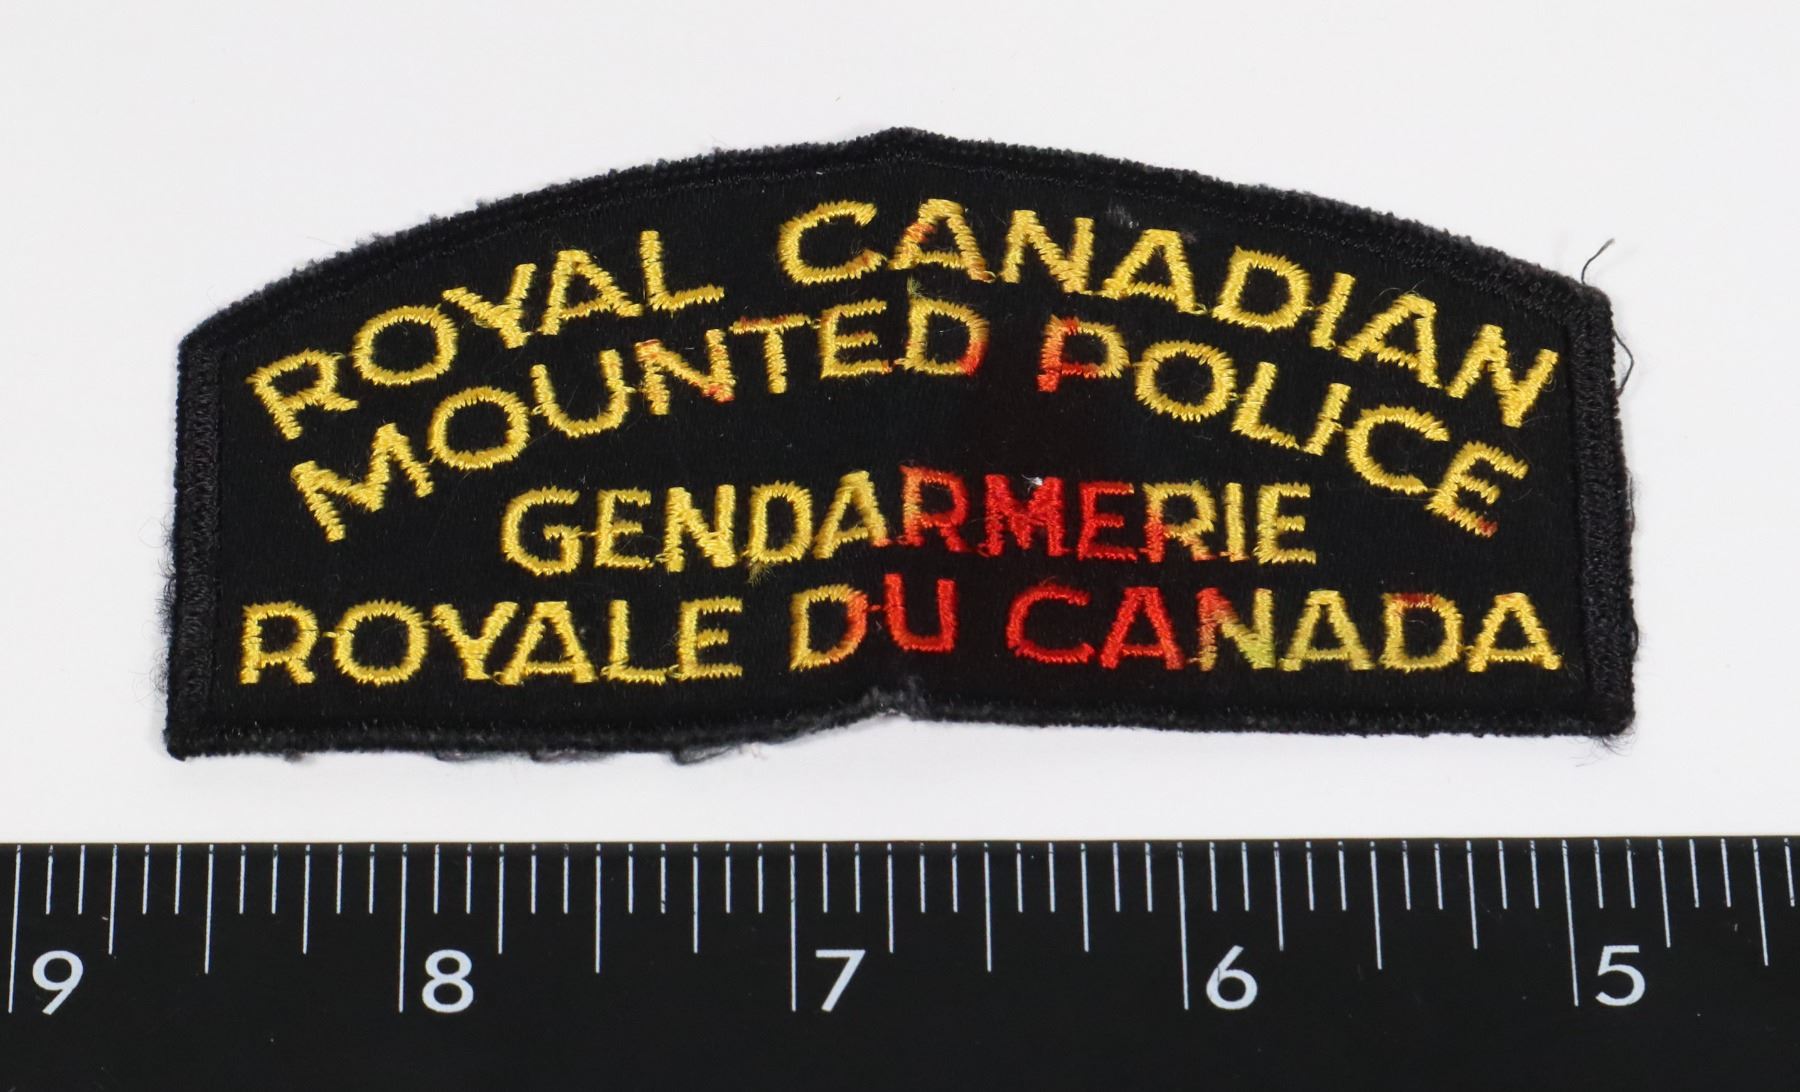 ROYAL CANADIAN
MOUNTED POLICE
GENDARMERIE
ROYALE DU CANADA
9 8 7 6 5